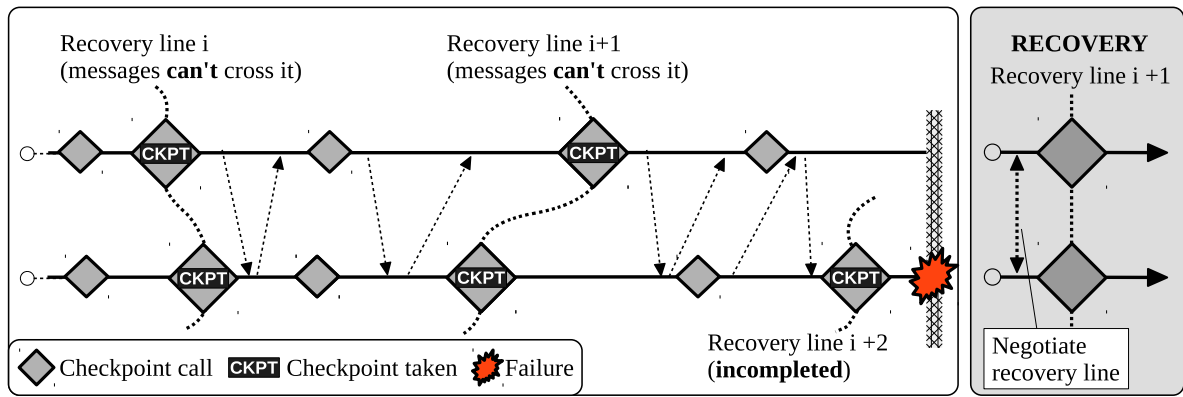 Recovery line i
(messages can't cross it)
Recovery line i+1
(messages can't cross it)
CKPT
CKPT
CKPT
CKPT
CKPT
Recovery line i +2
(incompleted)
Checkpoint call
CKPT Checkpoint taken
Failure
RECOVERY
Recovery line i +1
Negotiate
recovery line